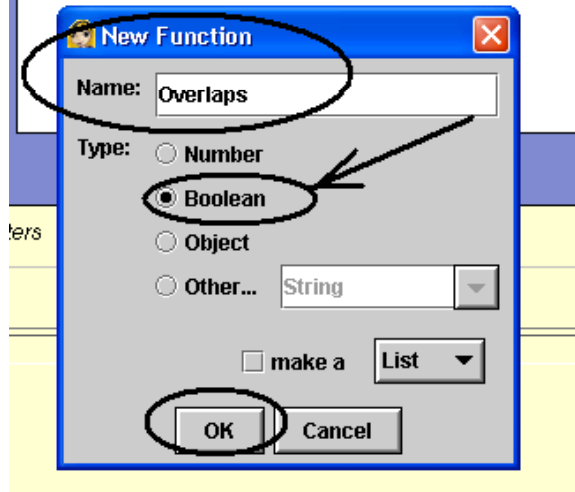 New Function
Name: Overlaps
Type: Number
Boolean
ters
Object
Other... String
make a List
OK Cancel